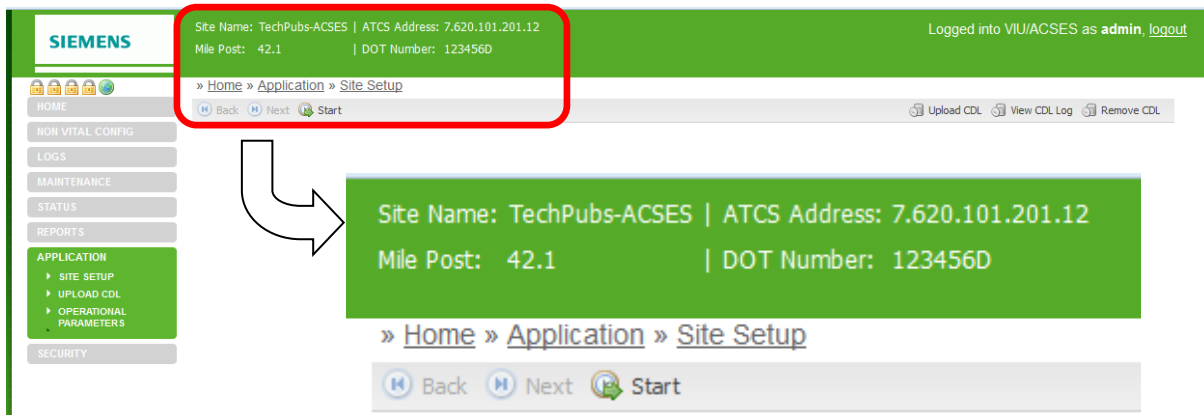 SIEMENS
Site Name: TechPubs-ACSES | ATCS Address: 7.620.101.201.12
Mile Post: 42.1 | DOT Number: 123456D
Logged into VIU/ACSES as admin, logout
» Home » Application » Site Setup
Back Next Start
Upload CDL View CDL Log Remove CDL
HOME
NON VITAL CONFIG
LOGS
MAINTENANCE
STATUS
REPORTS
APPLICATION
SITE SETUP
UPLOAD CDL
OPERATIONAL
PARAMETERS
SECURITY
Site Name: TechPubs-ACSES | ATCS Address: 7.620.101.201.12
Mile Post: 42.1 | DOT Number: 123456D
» Home » Application » Site Setup
Back Next Start